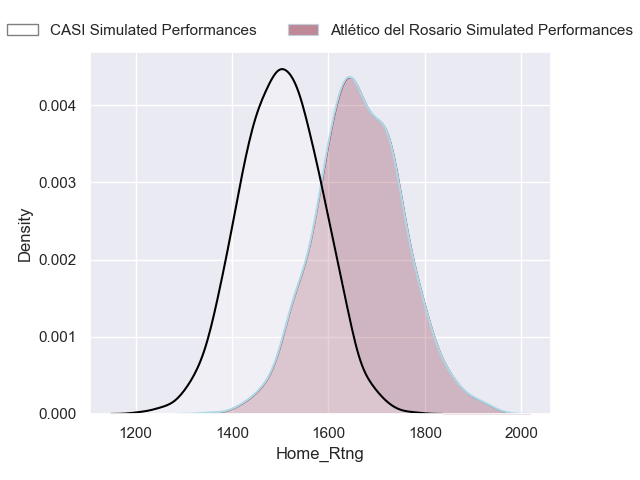 CASI Simulated Performances
Atlético del Rosario Simulated Performances
0.004
0.003
0.002
0.001
0.000
Density
1200 1400 1600 1800 2000
Home_Rtng